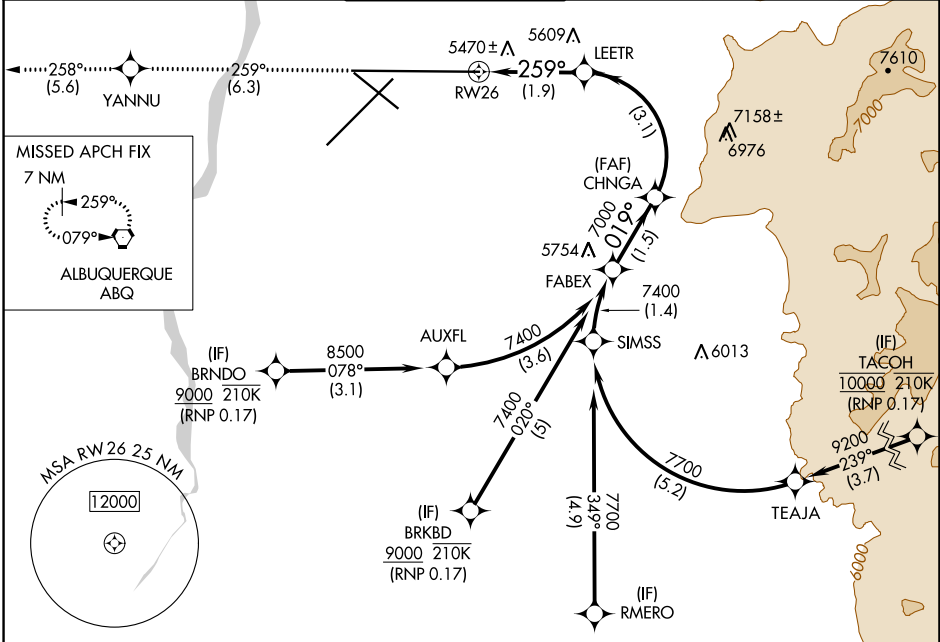 5470±
5609
LEETR
7610
258°
(5.6)
259°
(6.3)
YANNU
259°
(1.9)
RW26
7000
7158±
6976
(3.1)
MISSED APCH FIX
7 NM
259°
079°
ALBUQUERQUE
ABQ
(FAF)
CHNGA
7000
019°
(1.5)
5754
FABEX
7400
(1.4)
AUXFL
7400
(3.6)
SIMSS
6013
(IF)
BRNDO
9000 210K
(RNP 0.17)
8500
078°
(3.1)
(IF)
TACOH
10000 210K
(RNP 0.17)
7400
020°
(5)
9200
239°
(3.7)
7700
(5.2)
TEAJA
MSA RW26 25 NM
12000
(IF)
BRKBD
9000 210K
(RNP 0.17)
7700
349°
(4.9)
(IF)
RMERO
6000